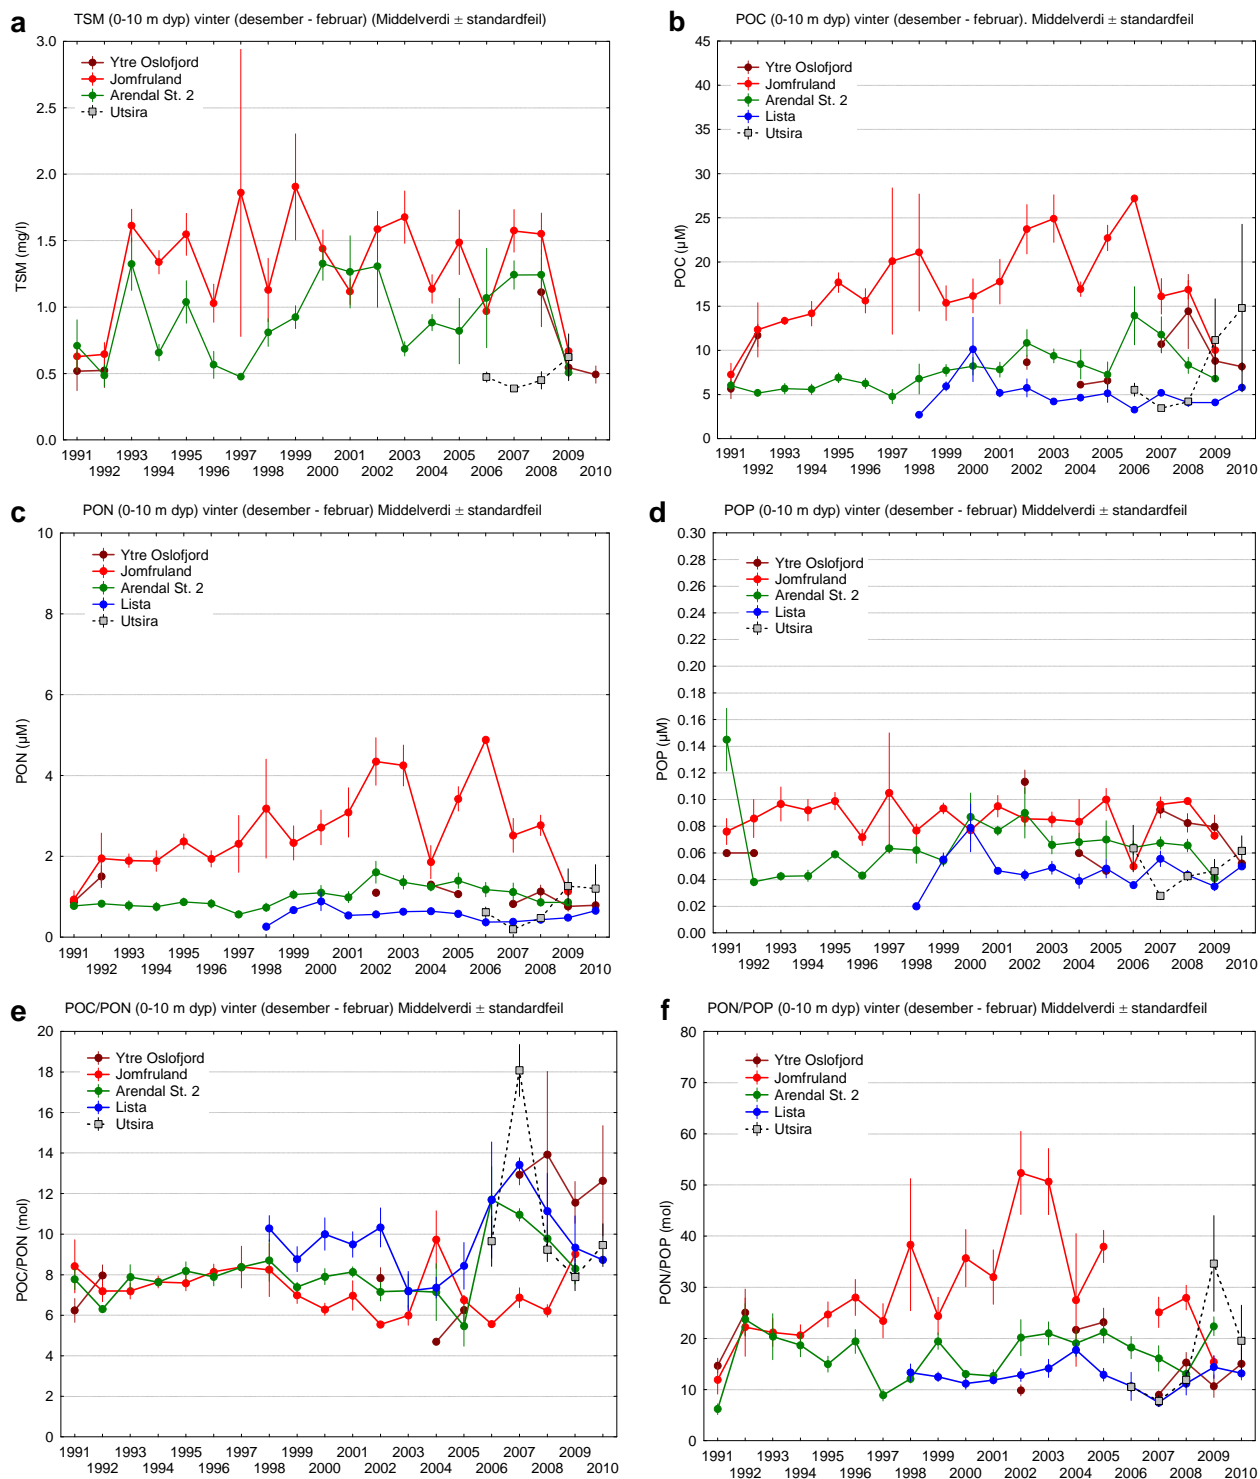 a
TSM (0-10 m dyp) vinter (desember - februar) (Middelverdi ± standardfeil)
3.0
2.5
2.0
1.5
1.0
0.5
0.0
TSM (mg/l)
Ytre Oslofjord
Jomfruland
Arendal St. 2
Utsira
1991 1993 1995 1997 1999 2001 2003 2005 2007 2009
1992 1994 1996 1998 2000 2002 2004 2006 2008 2010
b
POC (0-10 m dyp) vinter (desember - februar). Middelverdi ± standardfeil
45
40
35
30
25
20
15
10
5
0
POC (µM)
Ytre Oslofjord
Jomfruland
Arendal St. 2
Lista
Utsira
1991 1993 1995 1997 1999 2001 2003 2005 2007 2009
1992 1994 1996 1998 2000 2002 2004 2006 2008 2010
c
PON (0-10 m dyp) vinter (desember - februar) Middelverdi ± standardfeil
10
8
6
4
2
0
PON (µM)
Ytre Oslofjord
Jomfruland
Arendal St. 2
Lista
Utsira
1991 1993 1995 1997 1999 2001 2003 2005 2007 2009
1992 1994 1996 1998 2000 2002 2004 2006 2008 2010
d
POP (0-10 m dyp) vinter (desember - februar) Middelverdi ± standardfeil
0.30
0.28
0.26
0.24
0.22
0.20
0.18
0.16
0.14
0.12
0.10
0.08
0.06
0.04
0.02
0.00
POP (µM)
Ytre Oslofjord
Jomfruland
Arendal St. 2
Lista
Utsira
1991 1993 1995 1997 1999 2001 2003 2005 2007 2009
1992 1994 1996 1998 2000 2002 2004 2006 2008 2010
e
POC/PON (0-10 m dyp) vinter (desember - februar) Middelverdi ± standardfeil
20
18
16
14
12
10
8
6
4
2
0
POC/PON (mol)
Ytre Oslofjord
Jomfruland
Arendal St. 2
Lista
Utsira
1991 1993 1995 1997 1999 2001 2003 2005 2007 2009
1992 1994 1996 1998 2000 2002 2004 2006 2008 2010
f
PON/POP (0-10 m dyp) vinter (desember - februar) Middelverdi ± standardfeil
80
70
60
50
40
30
20
10
0
PON/POP (mol)
Ytre Oslofjord
Jomfruland
Arendal St. 2
Lista
Utsira
1991 1993 1995 1997 1999 2001 2003 2005 2007 2009
1992 1994 1996 1998 2000 2002 2004 2006 2008 2010